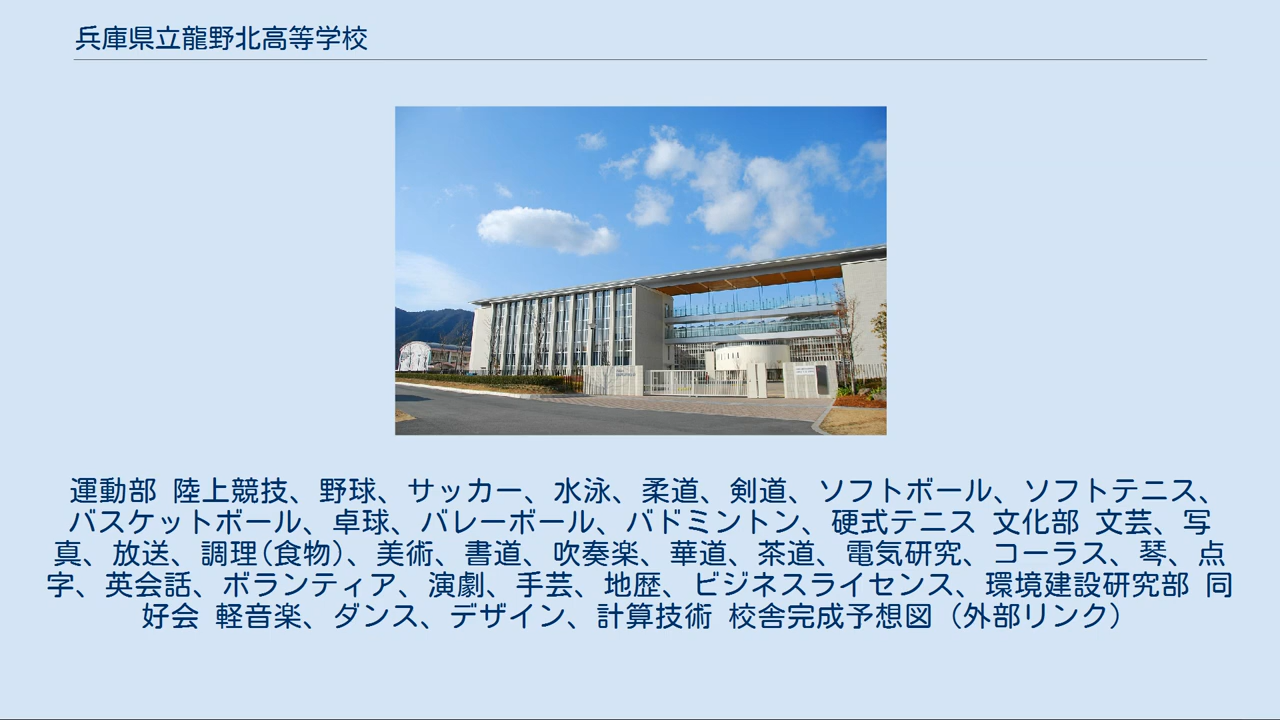 兵庫県立龍野北高等学校
運動部 陸上競技、野球、サッカー、水泳、柔道、剣道、ソフトボール、ソフトテニス、
バスケットボール、卓球、バレーボール、バドミントン、硬式テニス 文化部 文芸、写
真、放送、調理(食物)、美術、書道、吹奏楽、華道、茶道、電気研究、コーラス、琴、点
字、英会話、ボランティア、演劇、手芸、地歴、ビジネスライセンス、環境建設研究部 同
好会 軽音楽、ダンス、デザイン、計算技術 校舎完成予想図（外部リンク）